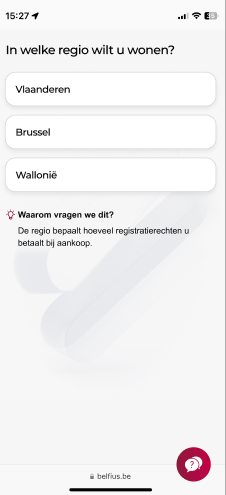 15:27
In welke regio wilt u wonen?
Vlaanderen
Brussel
Wallonië
Waarom vragen we dit?
De regio bepaalt hoeveel registratierechten u
betaalt bij aankoop.
belfius.be